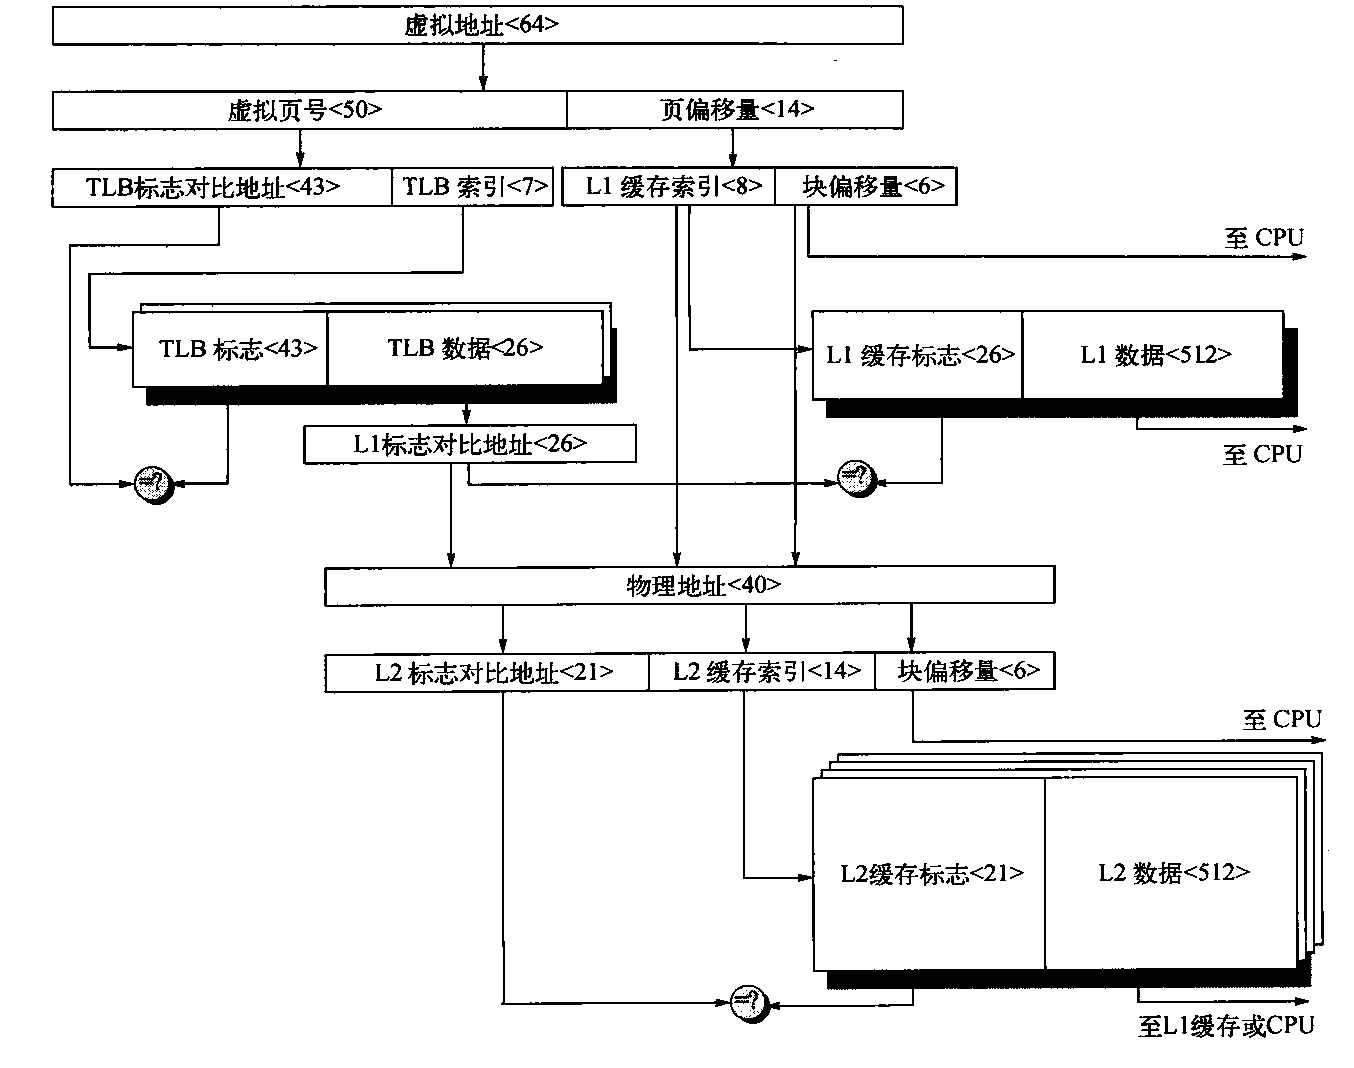 虚拟地址<64>
虚拟页号<50> 页偏移量<14>
TLB标志对比地址<43> TLB 索引<7> L1 缓存索引<8> 块偏移量<6>
至 CPU
TLB 标志<43> TLB 数据<26> L1 缓存标志<26> L1 数据<512>
L1标志对比地址<26>
至 CPU
=? =?
物理地址<40>
L2 标志对比地址<21> L2 缓存索引<14> 块偏移量<6>
至 CPU
L2缓存标志<21> L2 数据<512>
=?
至L1缓存或CPU